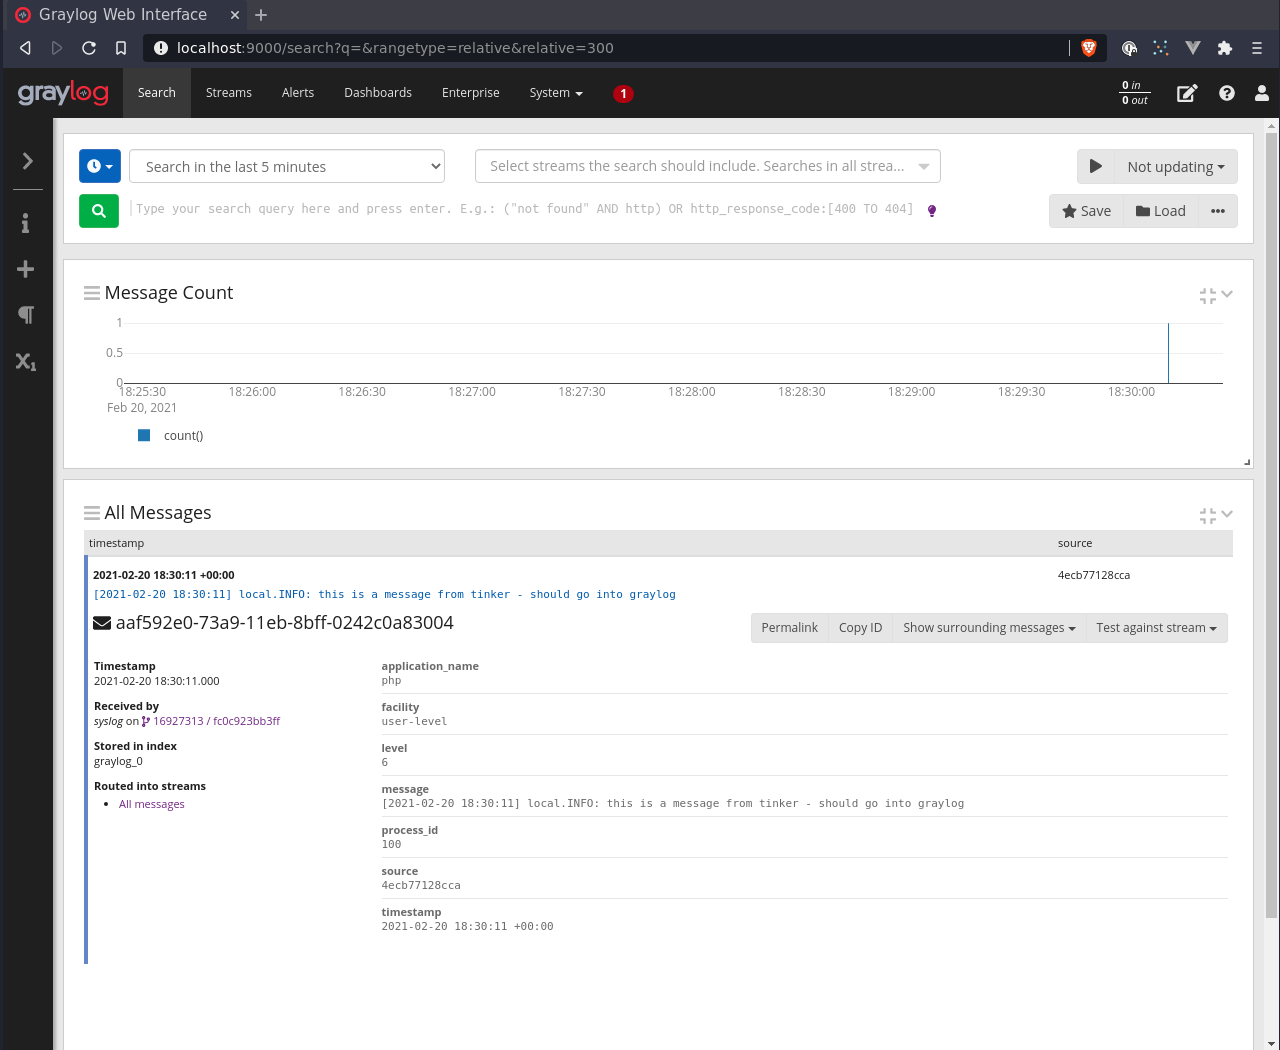 Graylog Web Interface
localhost:9000/search?q=&rangetype=relative&relative=300
graylog
Search Streams Alerts Dashboards Enterprise System 1 0 in
0 out
Search in the last 5 minutes Select streams the search should include. Searches in all strea... Not updating
Type your search query here and press enter. E.g.: ("not found" AND http) OR http_response_code:[400 TO 404] Save Load
Message Count
1
0.5
0
18:25:30 18:26:00 18:26:30 18:27:00 18:27:30 18:28:00 18:28:30 18:29:00 18:29:30 18:30:00
Feb 20, 2021
count()
All Messages
timestamp source
2021-02-20 18:30:11 +00:00 4ecb77128cca
[2021-02-20 18:30:11] local.INFO: this is a message from tinker - should go into graylog
aaf592e0-73a9-11eb-8bff-0242c0a83004 Permalink Copy ID Show surrounding messages Test against stream
Timestamp
2021-02-20 18:30:11.000
Received by
syslog on 16927313 / fc0c923bb3ff
Stored in index
graylog_0
Routed into streams
• All messages
application_name
php
facility
user-level
level
6
message
[2021-02-20 18:30:11] local.INFO: this is a message from tinker - should go into graylog
process_id
100
source
4ecb77128cca
timestamp
2021-02-20 18:30:11 +00:00